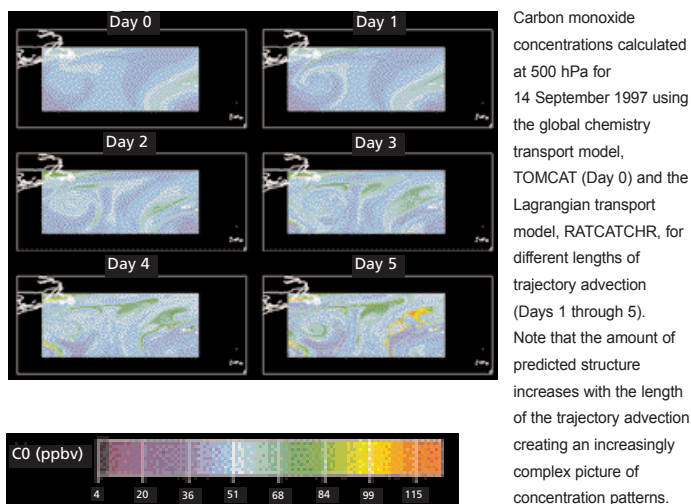 Day 0
Day 1
Day 2
Day 3
Day 4
Day 5
C0 (ppbv)
4 20 36 51 68 84 99 115
Carbon monoxide
concentrations calculated
at 500 hPa for
14 September 1997 using
the global chemistry
transport model,
TOMCAT (Day 0) and the
Lagrangian transport
model, RATCATCHR, for
different lengths of
trajectory advection
(Days 1 through 5).
Note that the amount of
predicted structure
increases with the length
of the trajectory advection
creating an increasingly
complex picture of
concentration patterns.